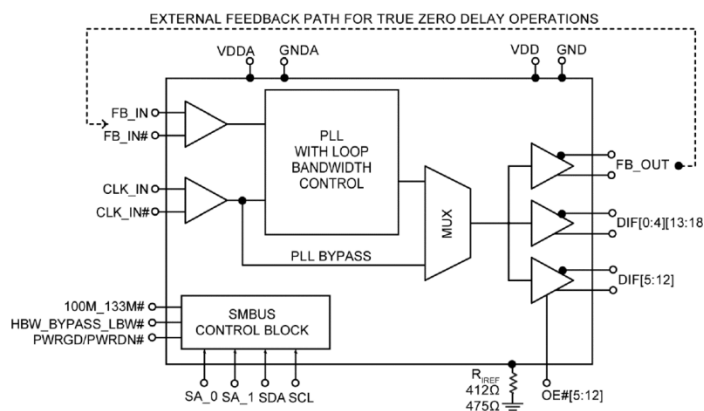 EXTERNAL FEEDBACK PATH FOR TRUE ZERO DELAY OPERATIONS
VDDA
GNDA
VDD
GND
FB_IN
FB_IN#
PLL
WITH LOOP
BANDWIDTH
CONTROL
FB_OUT
CLK_IN
CLK_IN#
MUX
DIF[0:4][13:18
PLL BYPASS
DIF[5:12]
100M_133M#
HBW_BYPASS_LBW#
PWRGD/PWRDN#
SMBUS
CONTROL BLOCK
SA_0
SA_1
SDA
SCL
RIREF
412Ω
475Ω
OE#[5:12]